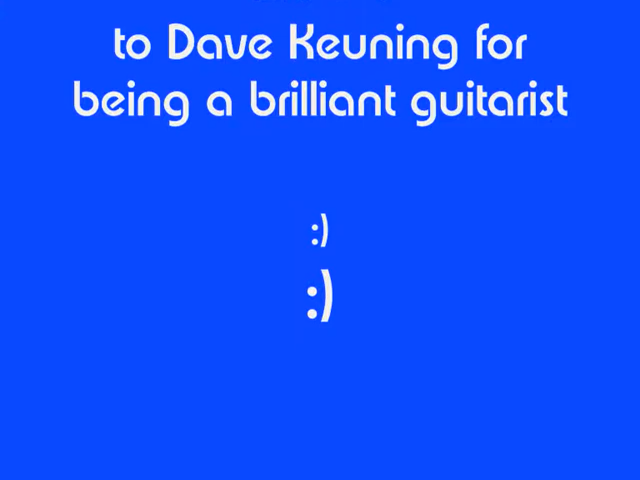 to Dave Keuning for
being a brilliant guitarist
:)
:)